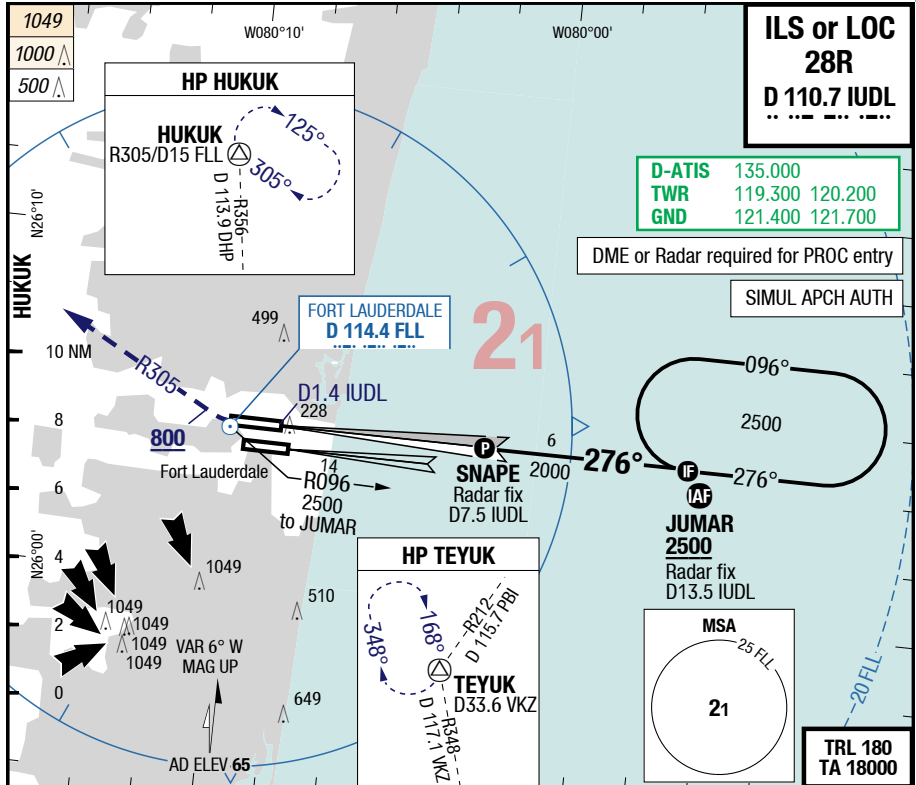 1049
1000
500
W080°10'
W080°00'
ILS or LOC
28R
D 110.7 IUDL
HP HUKUK
HUKUK
R305/D15 FLL
125°
305°
R356
D 113.9 DHP
D-ATIS 135.000
TWR 119.300 120.200
GND 121.400 121.700
DME or Radar required for PROC entry
SIMUL APCH AUTH
N26°10'
HUKUK
10 NM
8
6
4
2
0
N26°00'
R305
800
499
FORT LAUDERDALE
D 114.4 FLL
21
D1.4 IUDL
228
Fort Lauderdale
14
R096
2500
to JUMAR
P
SNAPE
Radar fix
D7.5 IUDL
6
2000
276°
096°
2500
276°
IF
IAF
JUMAR
2500
Radar fix
D13.5 IUDL
1049
1049
1049
1049
1049
510
649
VAR 6° W
MAG UP
AD ELEV 65
HP TEYUK
168°
348°
R212
D 115.7 PBI
TEYUK
D33.6 VKZ
R348
D 117.1 VKZ
MSA
25 FLL
21
20 FLL
TRL 180
TA 18000